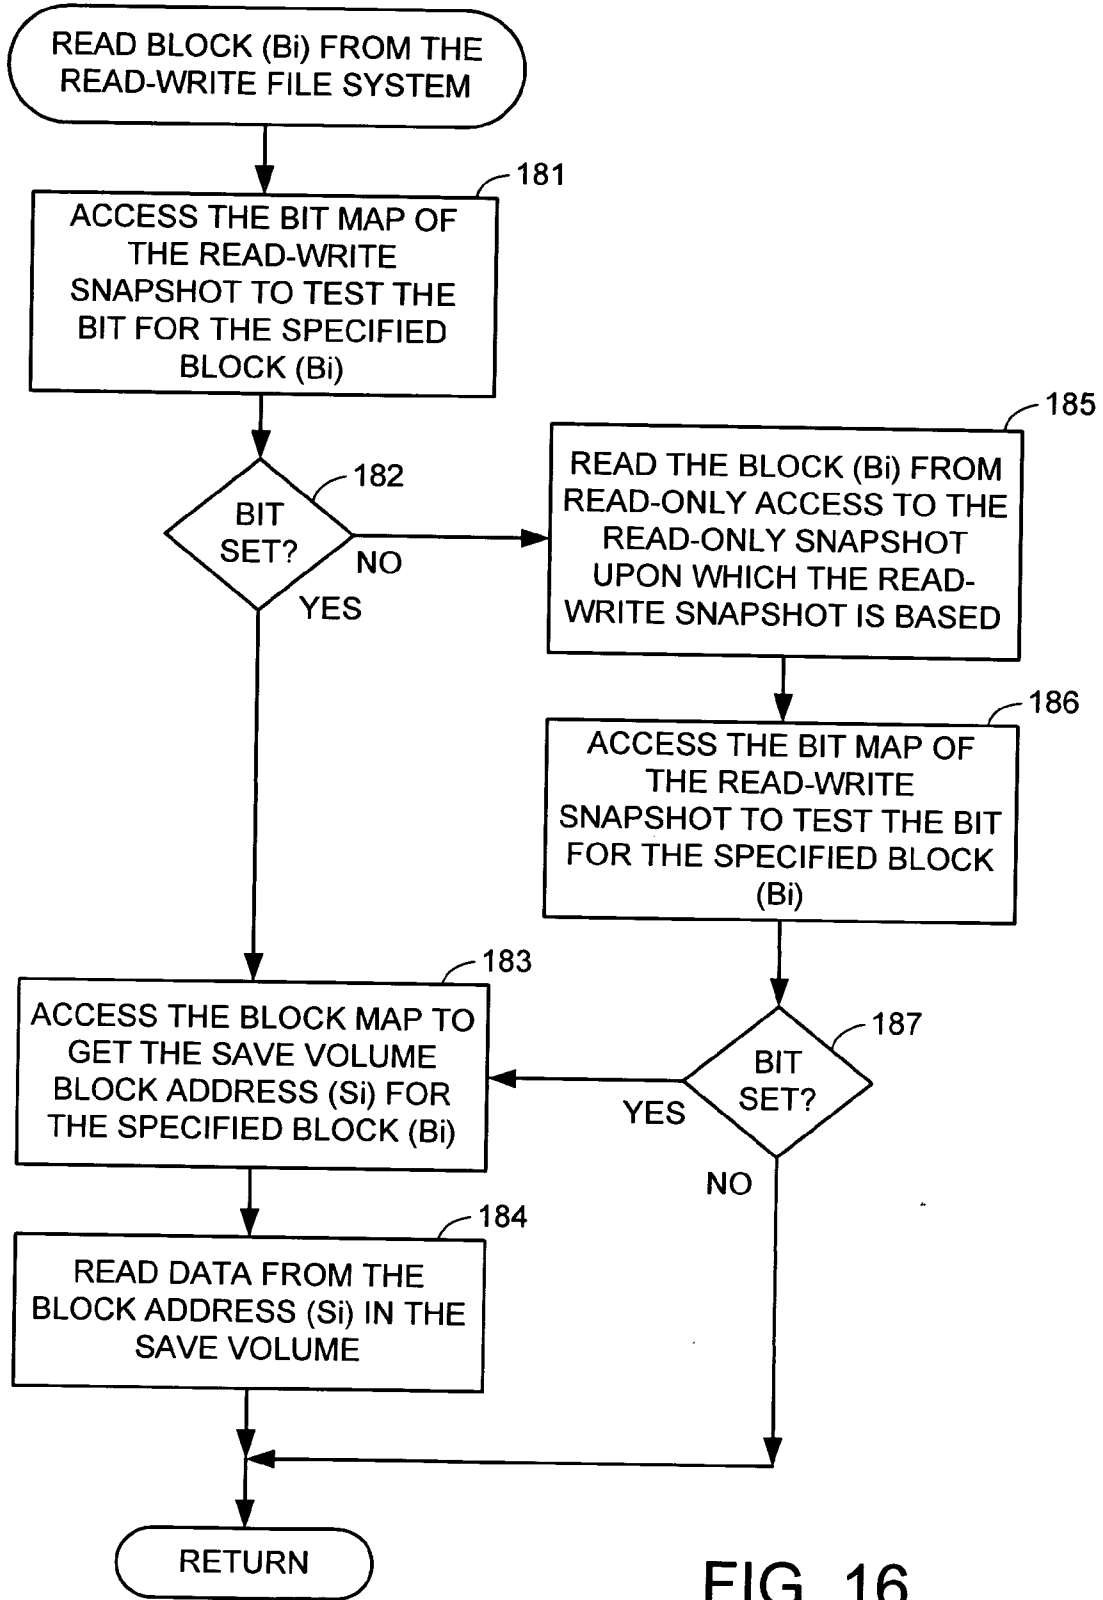 READ BLOCK (Bi) FROM THE
READ-WRITE FILE SYSTEM
181
ACCESS THE BIT MAP OF
THE READ-WRITE
SNAPSHOT TO TEST THE
BIT FOR THE SPECIFIED
BLOCK (Bi)
182
BIT
SET?
NO
YES
185
READ THE BLOCK (Bi) FROM
READ-ONLY ACCESS TO THE
READ-ONLY SNAPSHOT
UPON WHICH THE READ-
WRITE SNAPSHOT IS BASED
186
ACCESS THE BIT MAP OF
THE READ-WRITE
SNAPSHOT TO TEST THE BIT
FOR THE SPECIFIED BLOCK
(Bi)
187
BIT
SET?
YES
NO
183
ACCESS THE BLOCK MAP TO
GET THE SAVE VOLUME
BLOCK ADDRESS (Si) FOR
THE SPECIFIED BLOCK (Bi)
184
READ DATA FROM THE
BLOCK ADDRESS (Si) IN THE
SAVE VOLUME
RETURN
FIG. 16